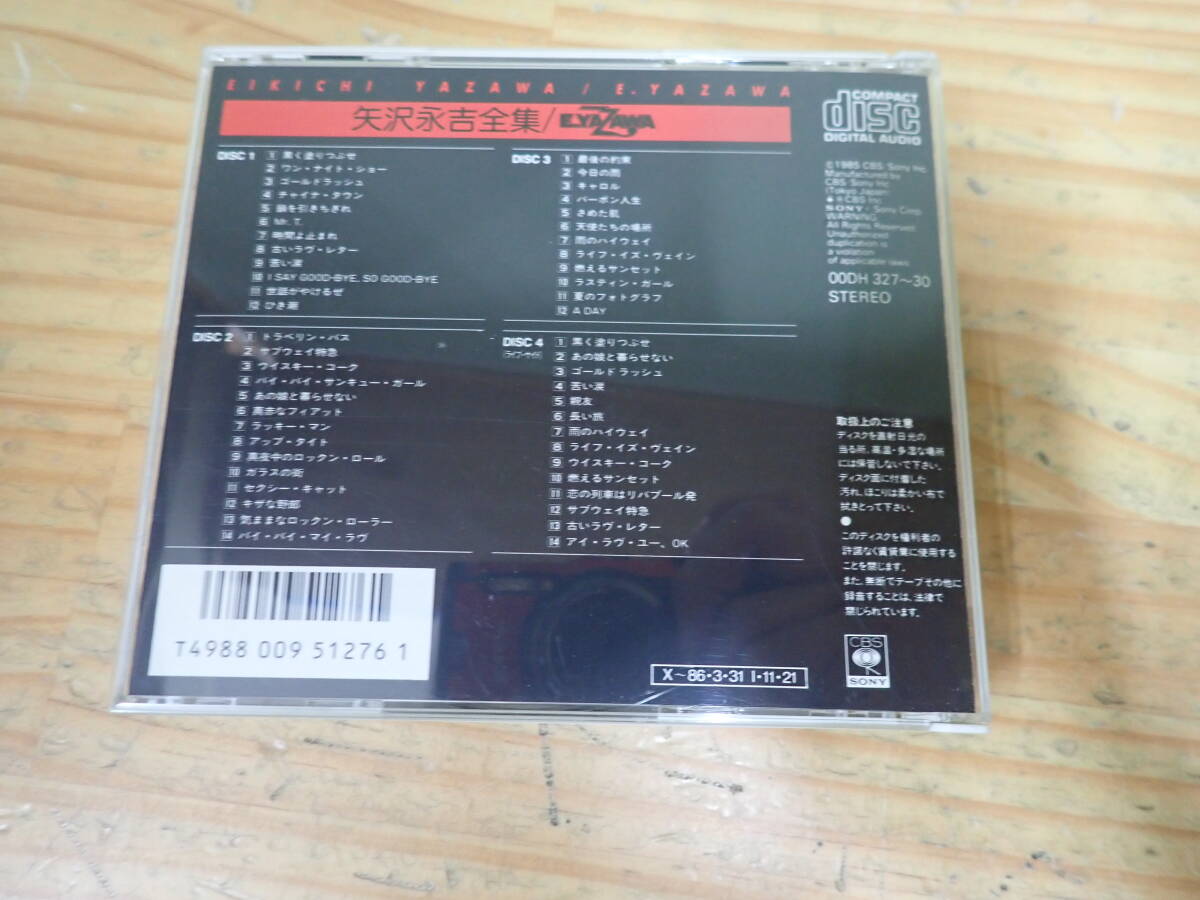 EIKICHI YAZAWA / E. YAZAWA
矢沢永吉全集/E.YAZAWA
DISC 1
1 黒く塗りつぶせ
2 ワン・ナイト・ショー
3 ゴールドラッシュ
4 チャイナ・タウン
5 鎖を引きちぎれ
6 Mr. T.
7 時間よ止まれ
8 古いラヴ・レター
9 苦い涙
10 I SAY GOOD-BYE, SO GOOD-BYE
11 世話がやけるぜ
12 ひき潮
DISC 2
1 トラベリン・バス
2 サブウェイ特急
3 ウイスキー・コーク
4 バイ・バイ・サンキュー・ガール
5 あの娘と暮らせない
6 真赤なフィアット
7 ラッキー・マン
8 アップ・タイト
9 真夜中のロックン・ロール
10 ガラスの街
11 セクシー・キャット
12 キザな野郎
13 気ままなロックン・ローラー
14 バイ・バイ・マイ・ラヴ
DISC 3
1 最後の約束
2 今日の雨
3 キャロル
4 バーボン人生
5 さめた肌
6 天使たちの場所
7 雨のハイウェイ
8 ライフ・イズ・ヴェイン
9 燃えるサンセット
10 ラスティン・ガール
11 夏のフォトグラフ
12 A DAY
DISC 4
(ライブ・サイド)
1 黒く塗りつぶせ
2 あの娘と暮らせない
3 ゴールドラッシュ
4 苦い涙
5 親友
6 長い旅
7 雨のハイウェイ
8 ライフ・イズ・ヴェイン
9 ウイスキー・コーク
10 燃えるサンセット
11 恋の列車はリバプール発
12 サブウェイ特急
13 古いラヴ・レター
14 アイ・ラヴ・ユー、OK
COMPACT
disc
DIGITAL AUDIO
©1985 CBS/Sony Inc.
Manufactured by
CBS/Sony Inc.
(Tokyo Japan)
®CBS Inc.
SONY® Sony Corp.
WARNING:
All Rights Reserved.
Unauthorized
duplication is
a violation
of applicable laws.
00DH 327～30
STEREO
取扱上のご注意
ディスクを直射日光の
当る所、高温・多湿な場所
には保管しないで下さい。
ディスク面に付着した
汚れ、ほこりは柔かい布で
拭きとって下さい。
●
このディスクを権利者の
許諾なく賃貸業に使用する
ことを禁じます。
また、無断でテープその他に
録音することは、法律で
禁じられています。
CBS
SONY
T4988 009 51276 1
X～86・3・31 I・11・21